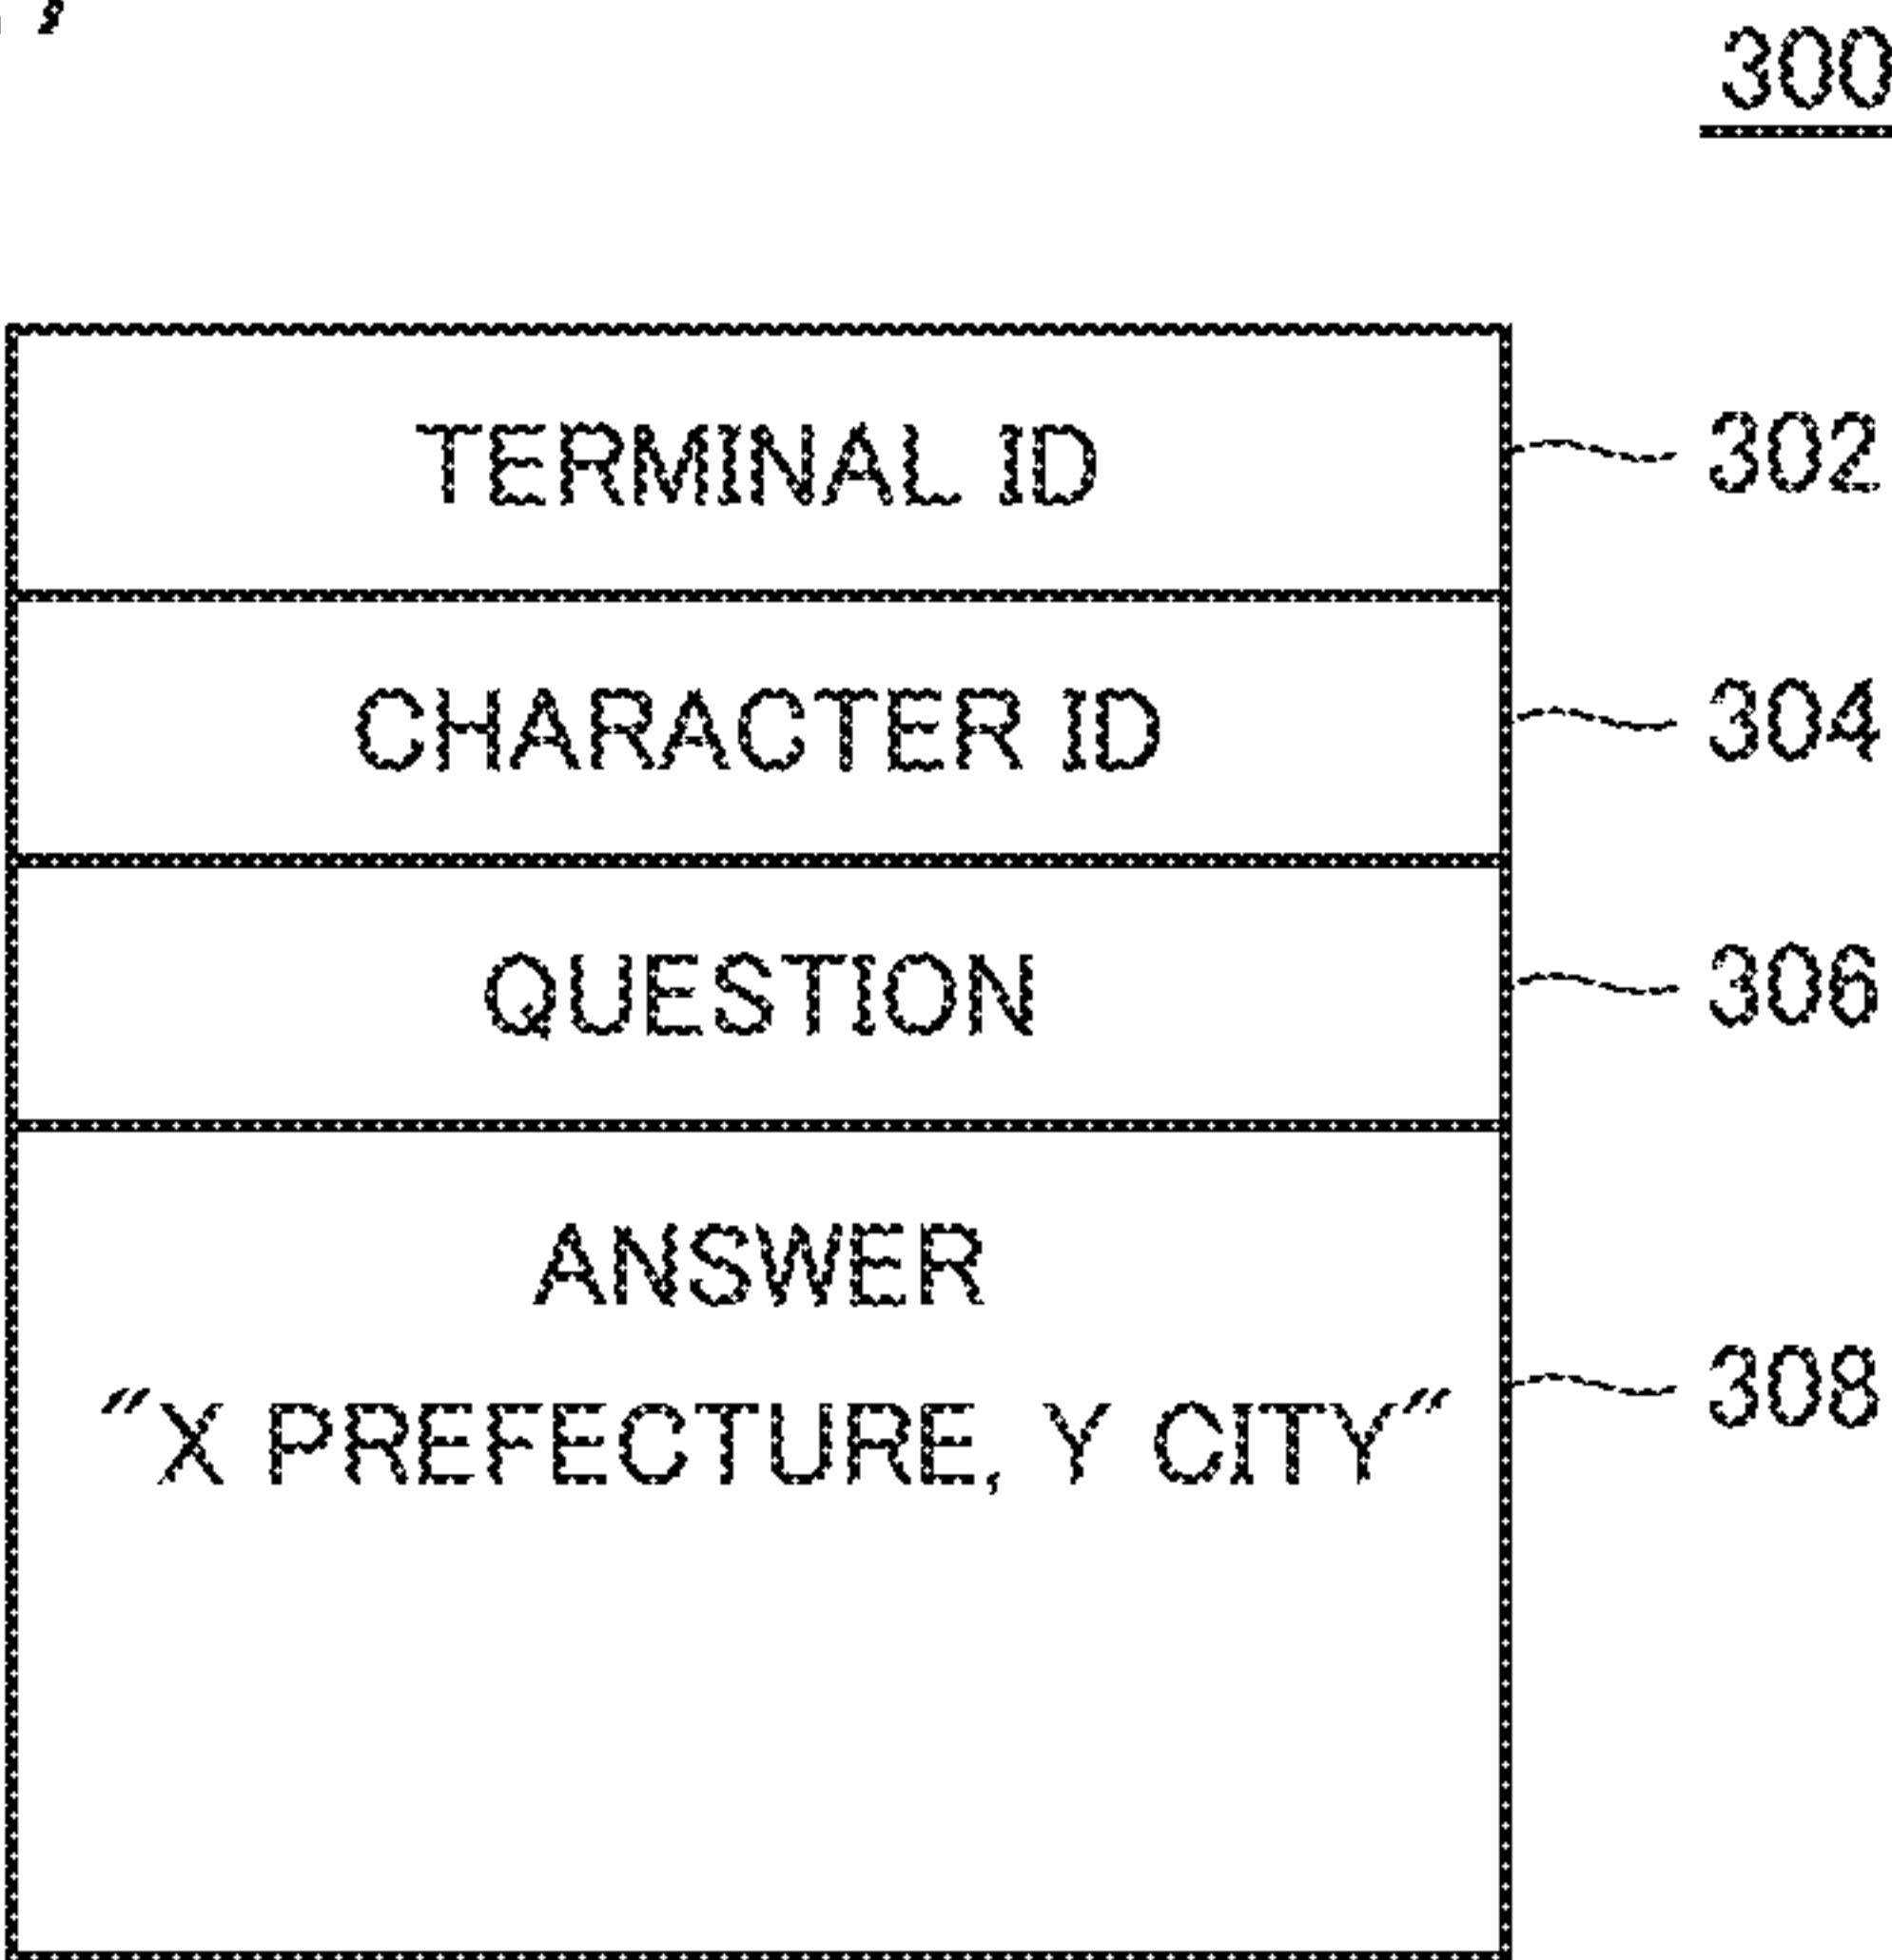 300
TERMINAL ID 302
CHARACTER ID 304
QUESTION 306
ANSWER
"X PREFECTURE, Y CITY" 308